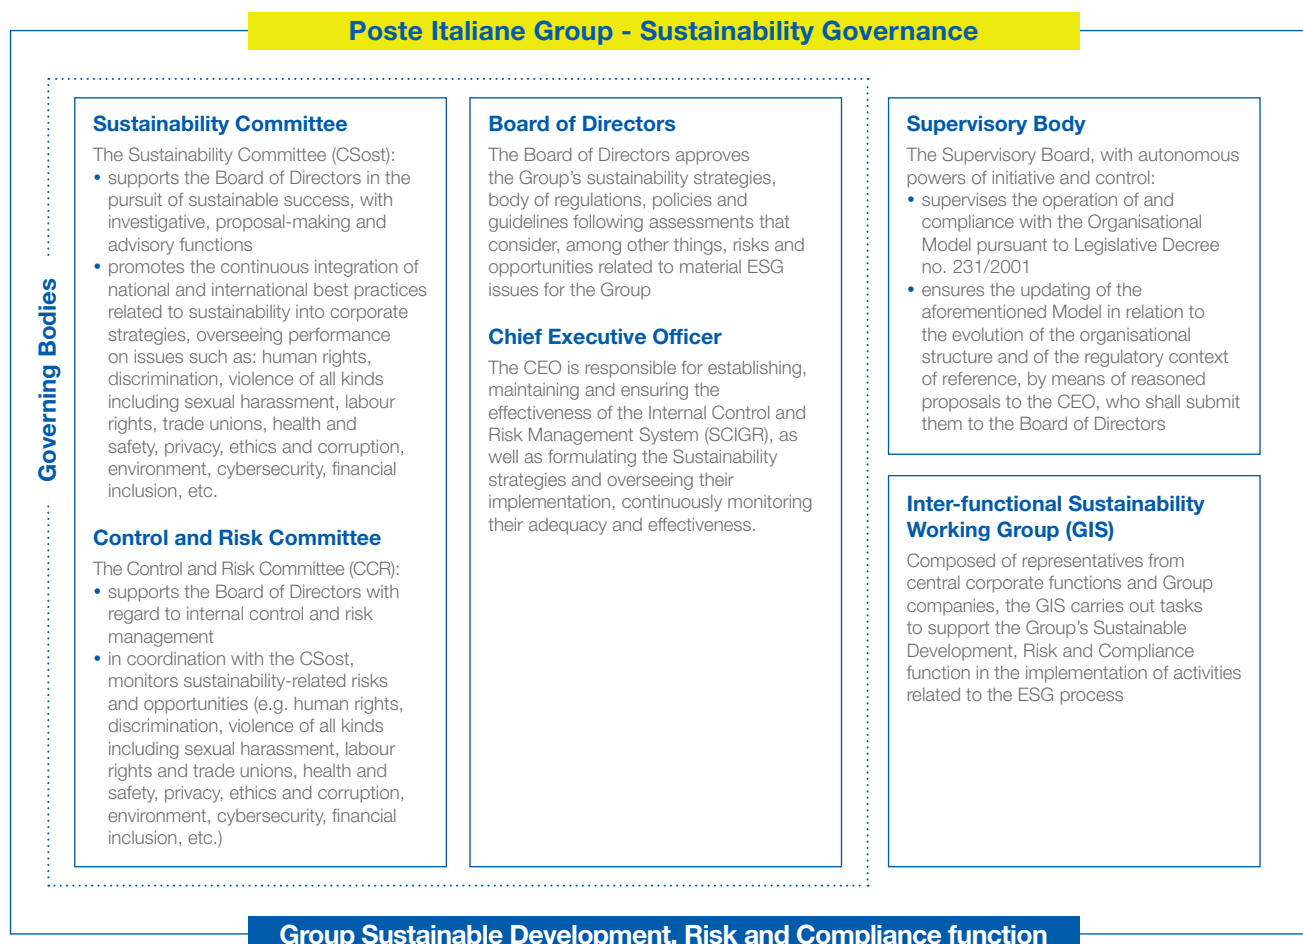 Poste Italiane Group - Sustainability Governance
Governing Bodies
Sustainability Committee
The Sustainability Committee (CSost):
• supports the Board of Directors in the
pursuit of sustainable success, with
investigative, proposal-making and
advisory functions
• promotes the continuous integration of
national and international best practices
related to sustainability into corporate
strategies, overseeing performance
on issues such as: human rights,
discrimination, violence of all kinds
including sexual harassment, labour
rights, trade unions, health and
safety, privacy, ethics and corruption,
environment, cybersecurity, financial
inclusion, etc.
Control and Risk Committee
The Control and Risk Committee (CCR):
• supports the Board of Directors with
regard to internal control and risk
management
• in coordination with the CSost,
monitors sustainability-related risks
and opportunities (e.g. human rights,
discrimination, violence of all kinds
including sexual harassment, labour
rights and trade unions, health and
safety, privacy, ethics and corruption,
environment, cybersecurity, financial
inclusion, etc.)
Board of Directors
The Board of Directors approves
the Group's sustainability strategies,
body of regulations, policies and
guidelines following assessments that
consider, among other things, risks and
opportunities related to material ESG
issues for the Group
Chief Executive Officer
The CEO is responsible for establishing,
maintaining and ensuring the
effectiveness of the Internal Control and
Risk Management System (SCIGR), as
well as formulating the Sustainability
strategies and overseeing their
implementation, continuously monitoring
their adequacy and effectiveness.
Supervisory Body
The Supervisory Board, with autonomous
powers of initiative and control:
• supervises the operation of and
compliance with the Organisational
Model pursuant to Legislative Decree
no. 231/2001
• ensures the updating of the
aforementioned Model in relation to
the evolution of the organisational
structure and of the regulatory context
of reference, by means of reasoned
proposals to the CEO, who shall submit
them to the Board of Directors
Inter-functional Sustainability
Working Group (GIS)
Composed of representatives from
central corporate functions and Group
companies, the GIS carries out tasks
to support the Group's Sustainable
Development, Risk and Compliance
function in the implementation of activities
related to the ESG process
Group Sustainable Development, Risk and Compliance function